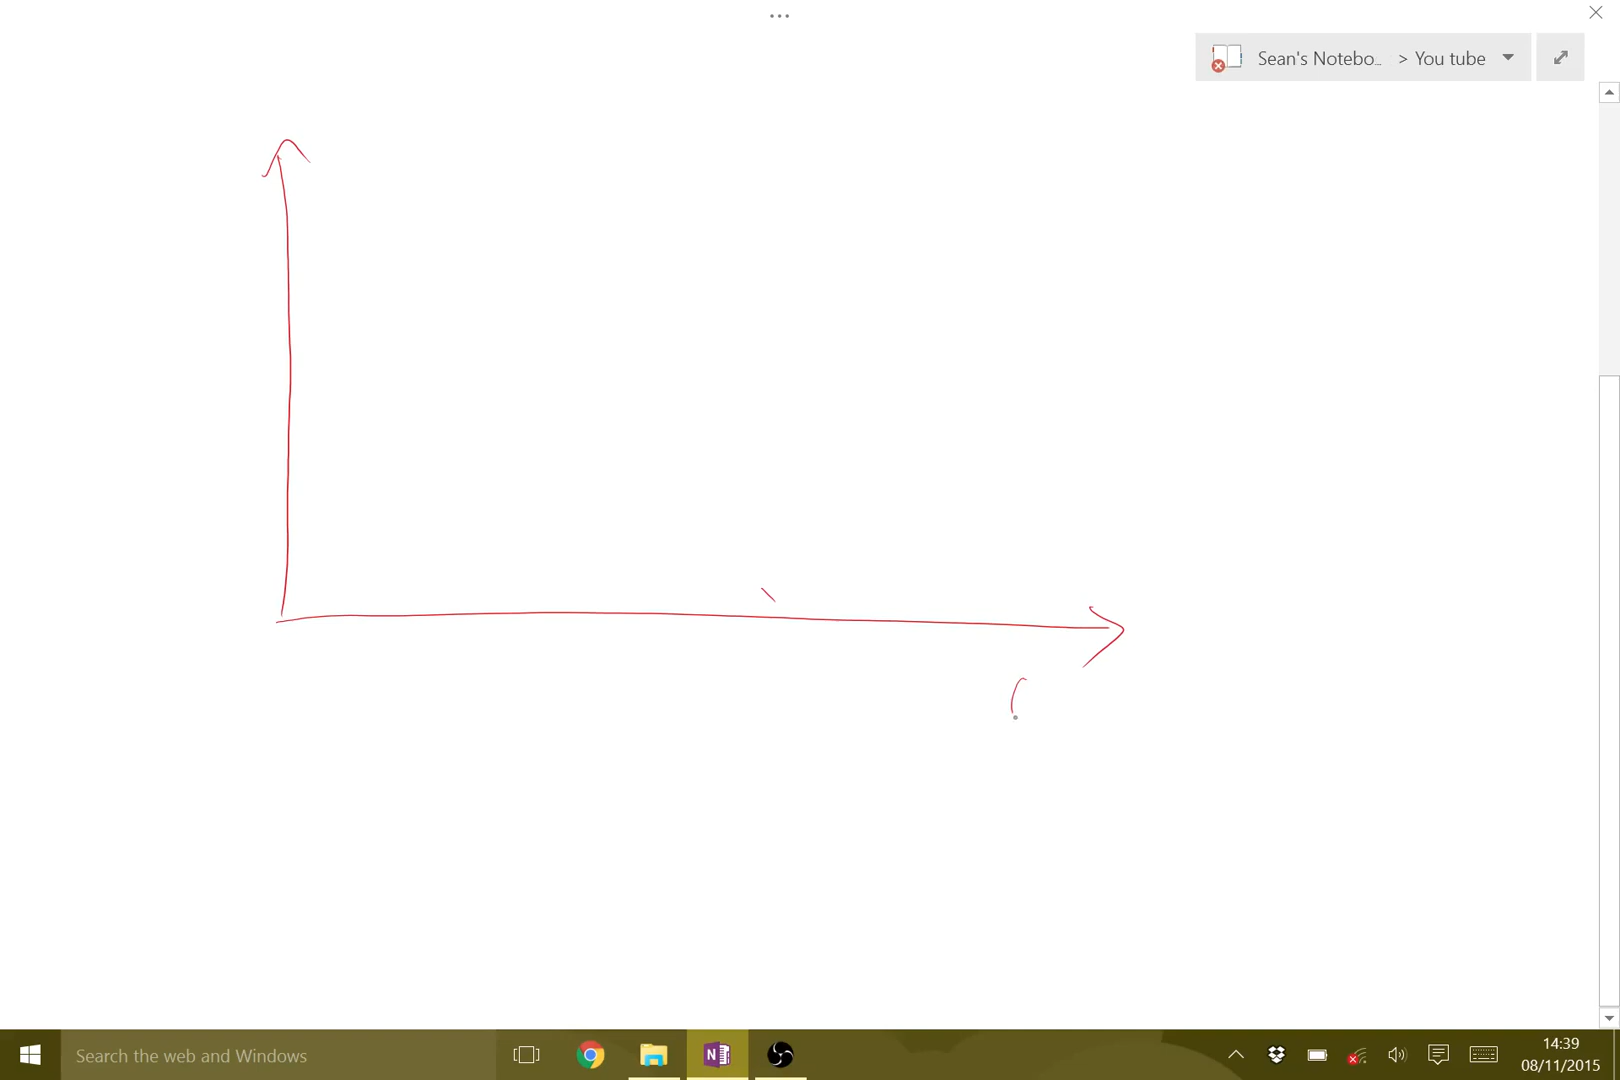 Sean's Notebo... > You tube
Search the web and Windows
14:39
08/11/2015